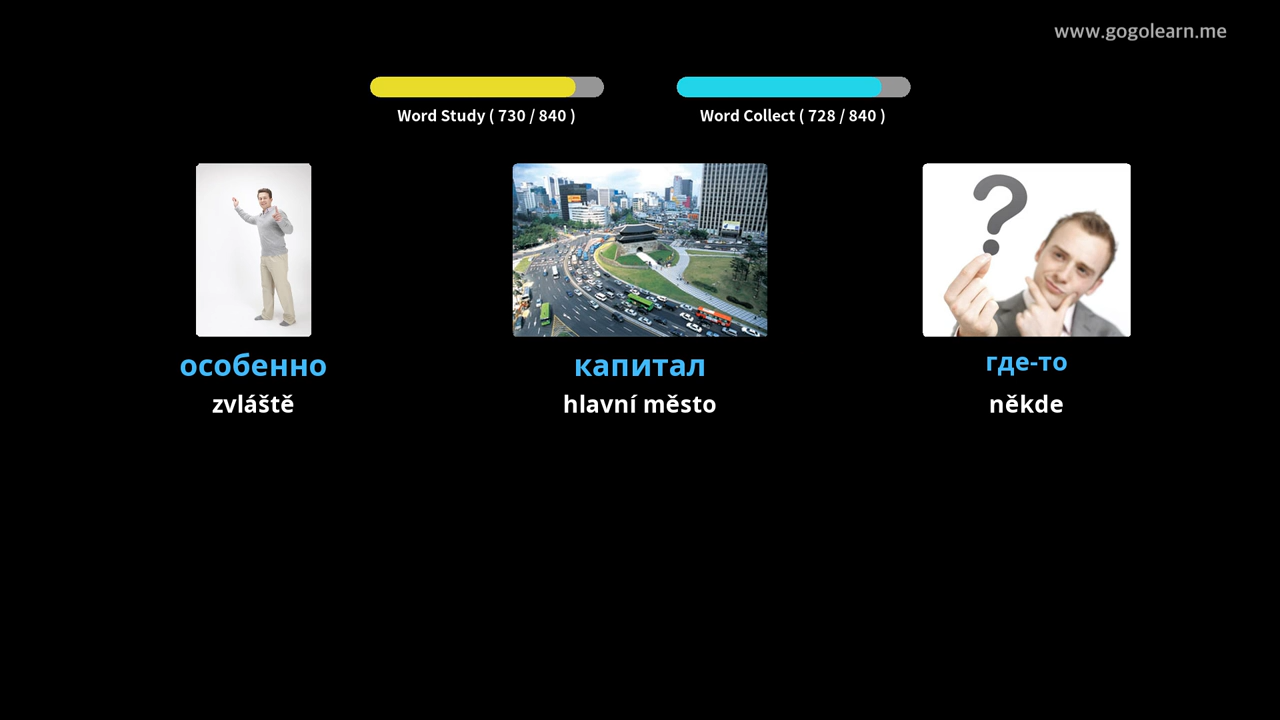 www.gogolearn.me
Word Study ( 730 / 840 )
Word Collect ( 728 / 840 )
особенно
капитал
где-то
zvláště
hlavní město
někde